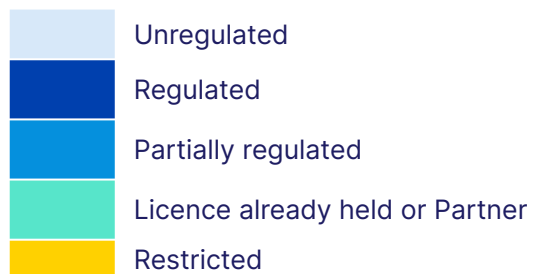 Unregulated
Regulated
Partially regulated
Licence already held or Partner
Restricted